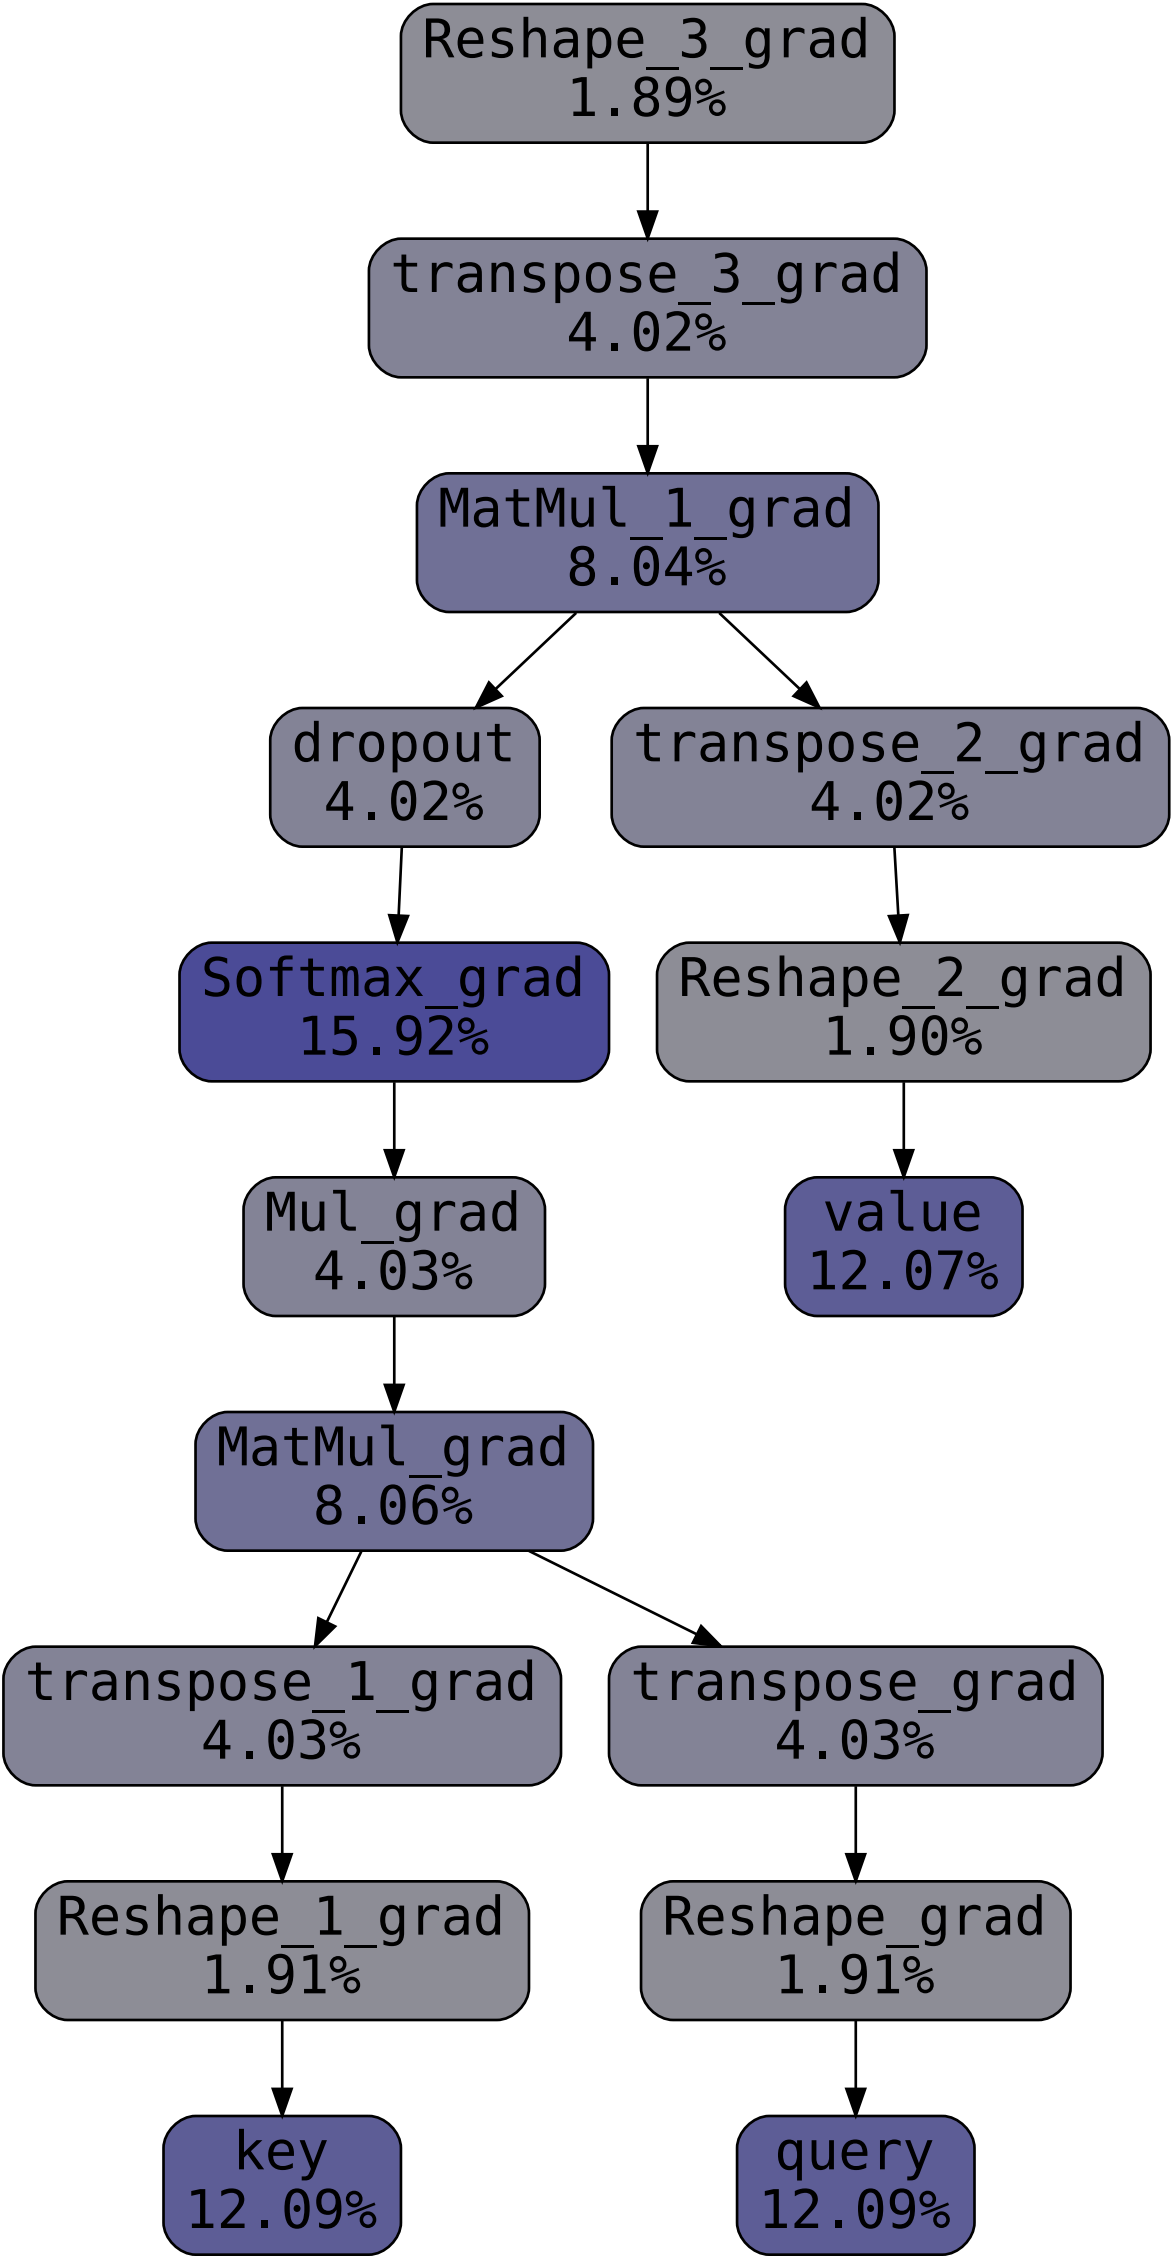 Reshape_3_grad
1.89%
transpose_3_grad
4.02%
MatMul_1_grad
8.04%
dropout
4.02%
transpose_2_grad
4.02%
Softmax_grad
15.92%
Reshape_2_grad
1.90%
Mul_grad
4.03%
value
12.07%
MatMul_grad
8.06%
transpose_1_grad
4.03%
transpose_grad
4.03%
Reshape_1_grad
1.91%
Reshape_grad
1.91%
key
12.09%
query
12.09%